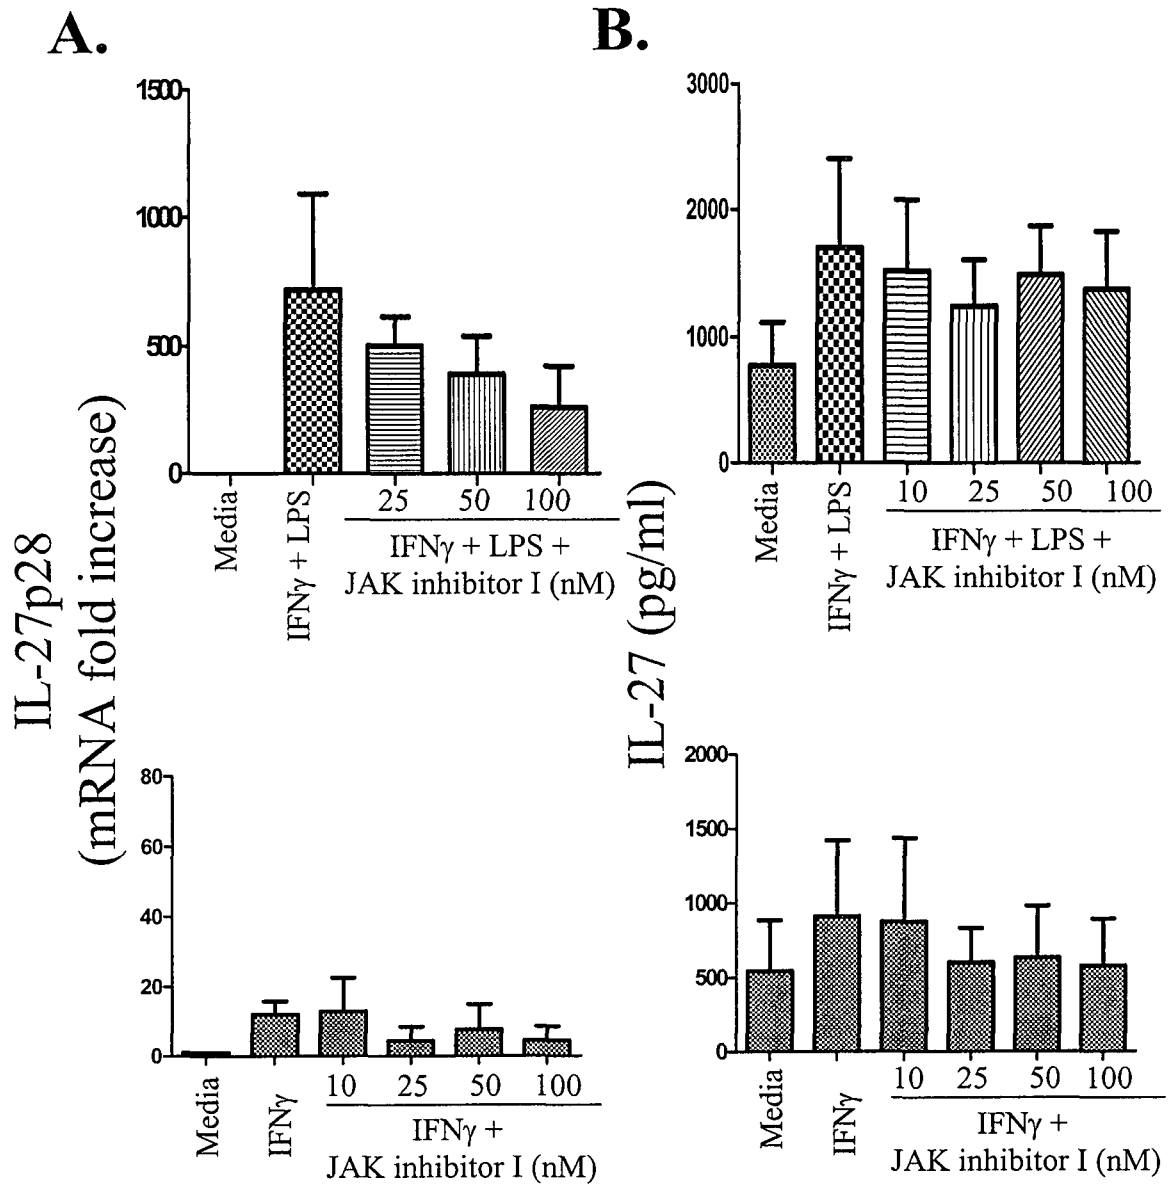 A.
B.
IL-27p28
(mRNA fold increase)
1500
1000
500
0
Media
IFNγ + LPS
25 50 100
IFNγ + LPS +
JAK inhibitor I (nM)
IL-27 (pg/ml)
3000
2000
1000
0
Media
IFNγ + LPS
10 25 50 100
IFNγ + LPS +
JAK inhibitor I (nM)
80
60
40
20
0
Media
IFNγ
10 25 50 100
IFNγ +
JAK inhibitor I (nM)
2000
1500
1000
500
0
Media
IFNγ
10 25 50 100
IFNγ +
JAK inhibitor I (nM)